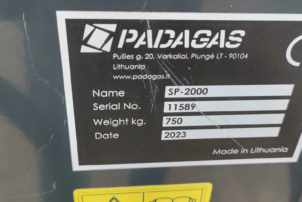 PADAGAS
Pušies g. 20, Varkaliai, Plungė LT - 90104
Lithuania
www.padagas.lt
Name SP-2000
Serial No. 11589
Weight kg. 750
Date 2023
Made in Lithuania